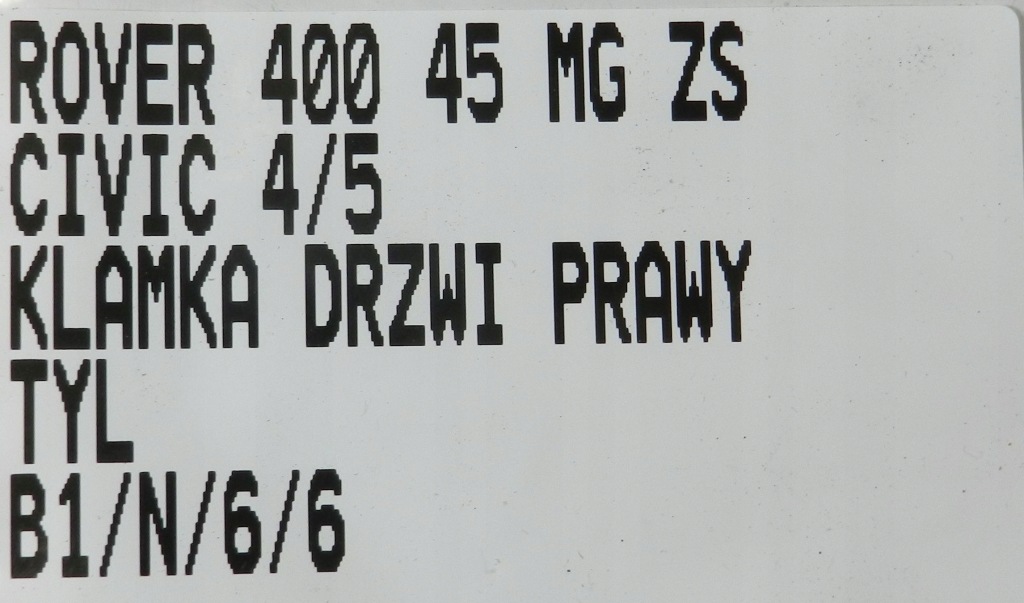 ROVER 400 45 MG ZS
CIVIC 4/5
KLAMKA DRZWI PRAWY
TYL
B1/N/6/6